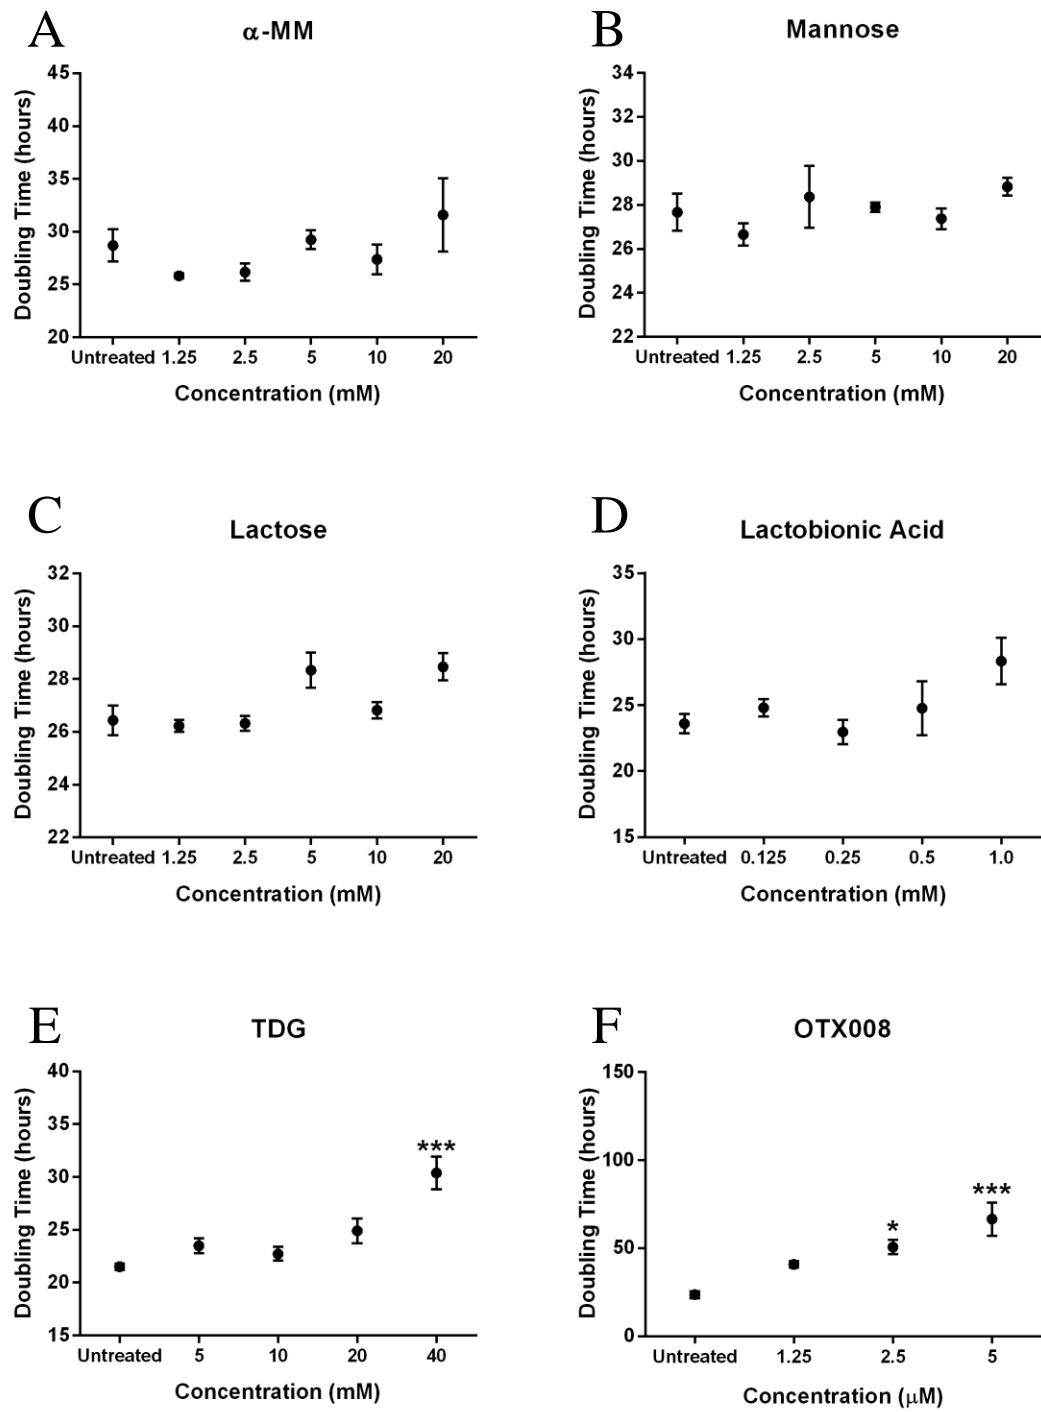 A
α-MM
Doubling Time (hours)
45
40
35
30
25
20
Untreated 1.25 2.5 5 10 20
Concentration (mM)
B
Mannose
Doubling Time (hours)
34
32
30
28
26
24
22
Untreated 1.25 2.5 5 10 20
Concentration (mM)
C
Lactose
Doubling Time (hours)
32
30
28
26
24
22
Untreated 1.25 2.5 5 10 20
Concentration (mM)
D
Lactobionic Acid
Doubling Time (hours)
35
30
25
20
15
Untreated 0.125 0.25 0.5 1.0
Concentration (mM)
E
TDG
Doubling Time (hours)
40
35
30
25
20
15
***
Untreated 5 10 20 40
Concentration (mM)
F
OTX008
Doubling Time (hours)
150
100
50
0
*
***
Untreated 1.25 2.5 5
Concentration (μM)